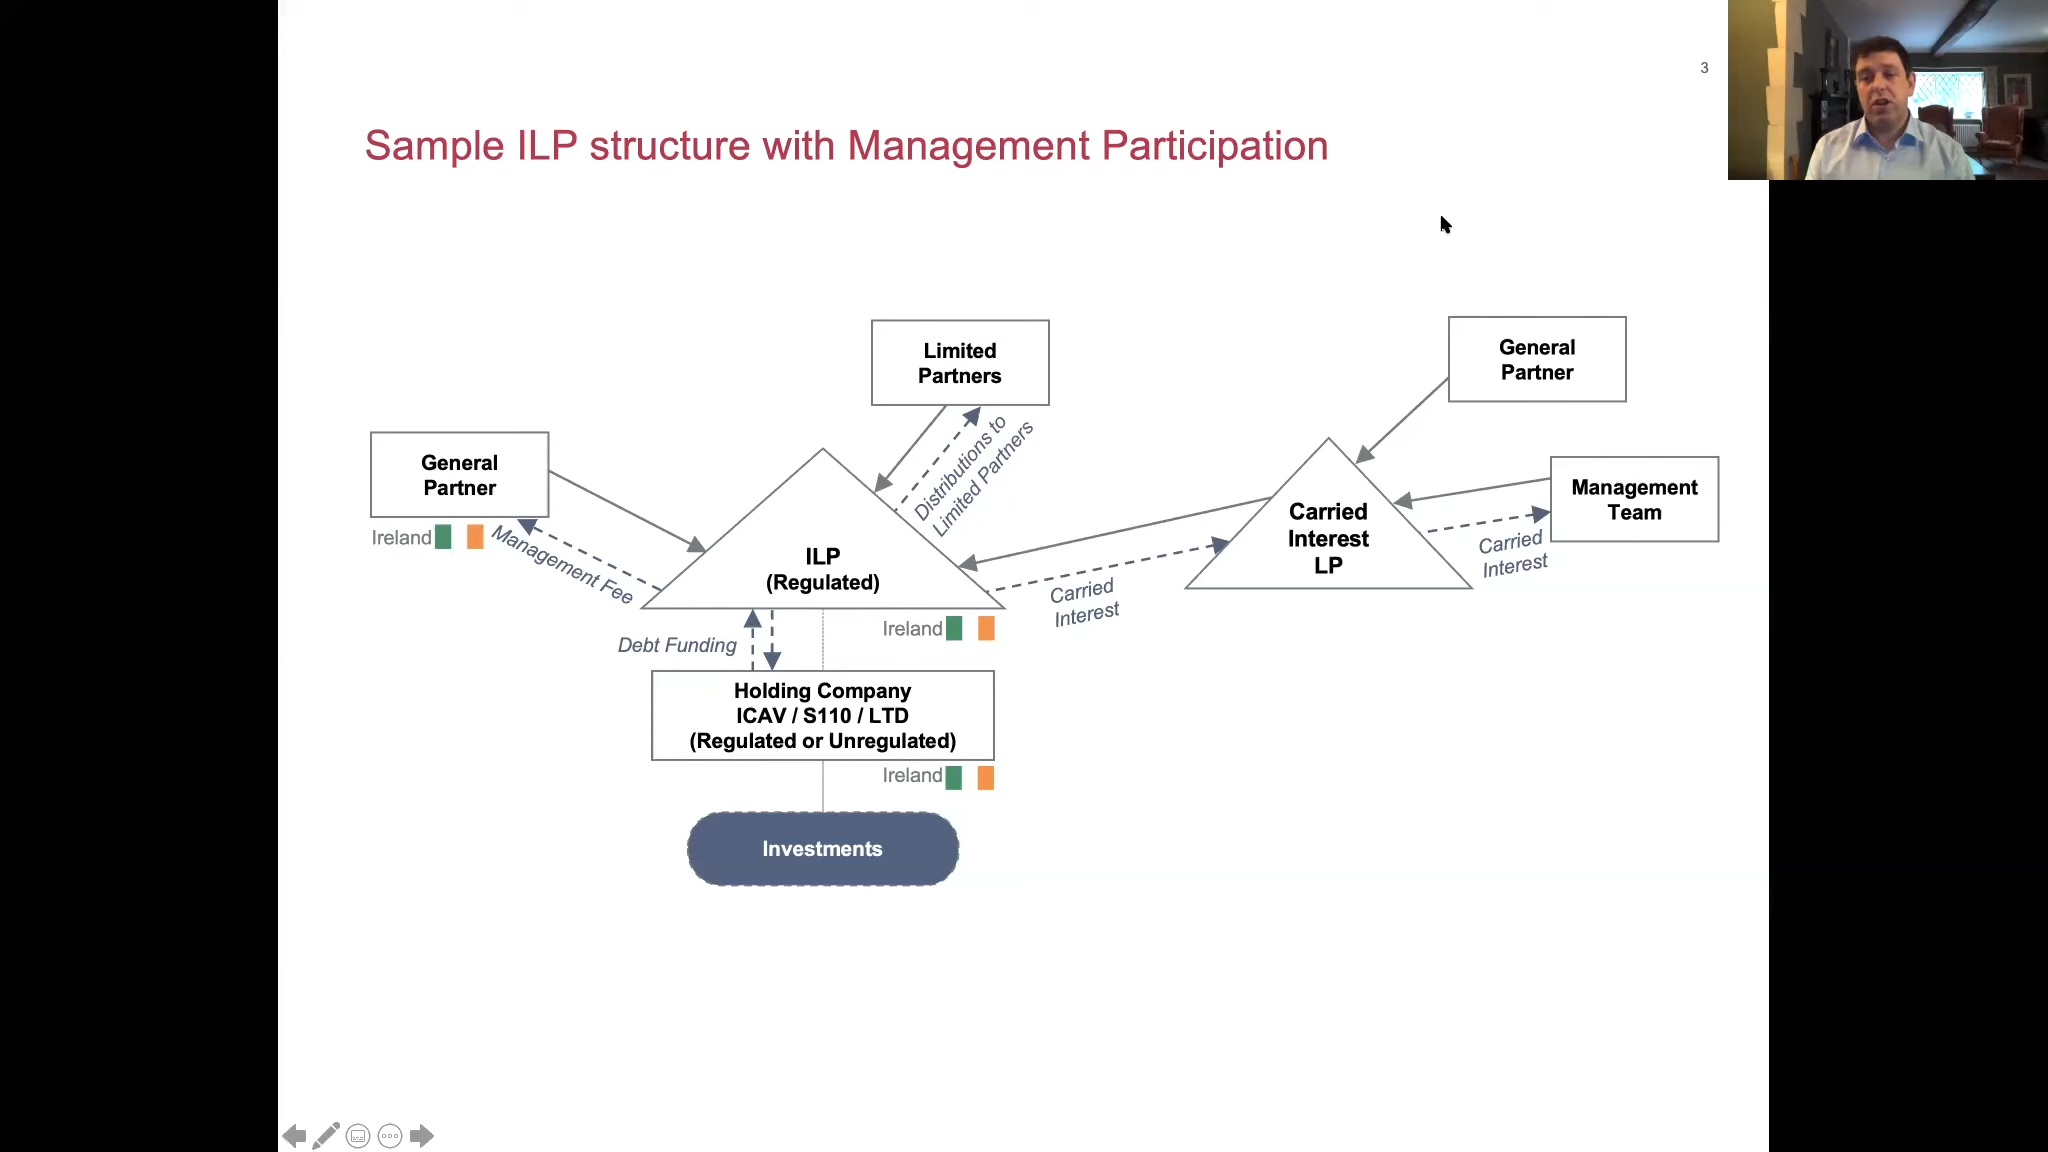 3
Sample ILP structure with Management Participation
Limited
Partners
General
Partner
General
Partner
Ireland
Management Fee
Distributions to
Limited Partners
ILP
(Regulated)
Carried
Interest
Carried
Interest
LP
Management
Team
Carried
Interest
Debt Funding
Ireland
Holding Company
ICAV / S110 / LTD
(Regulated or Unregulated)
Ireland
Investments